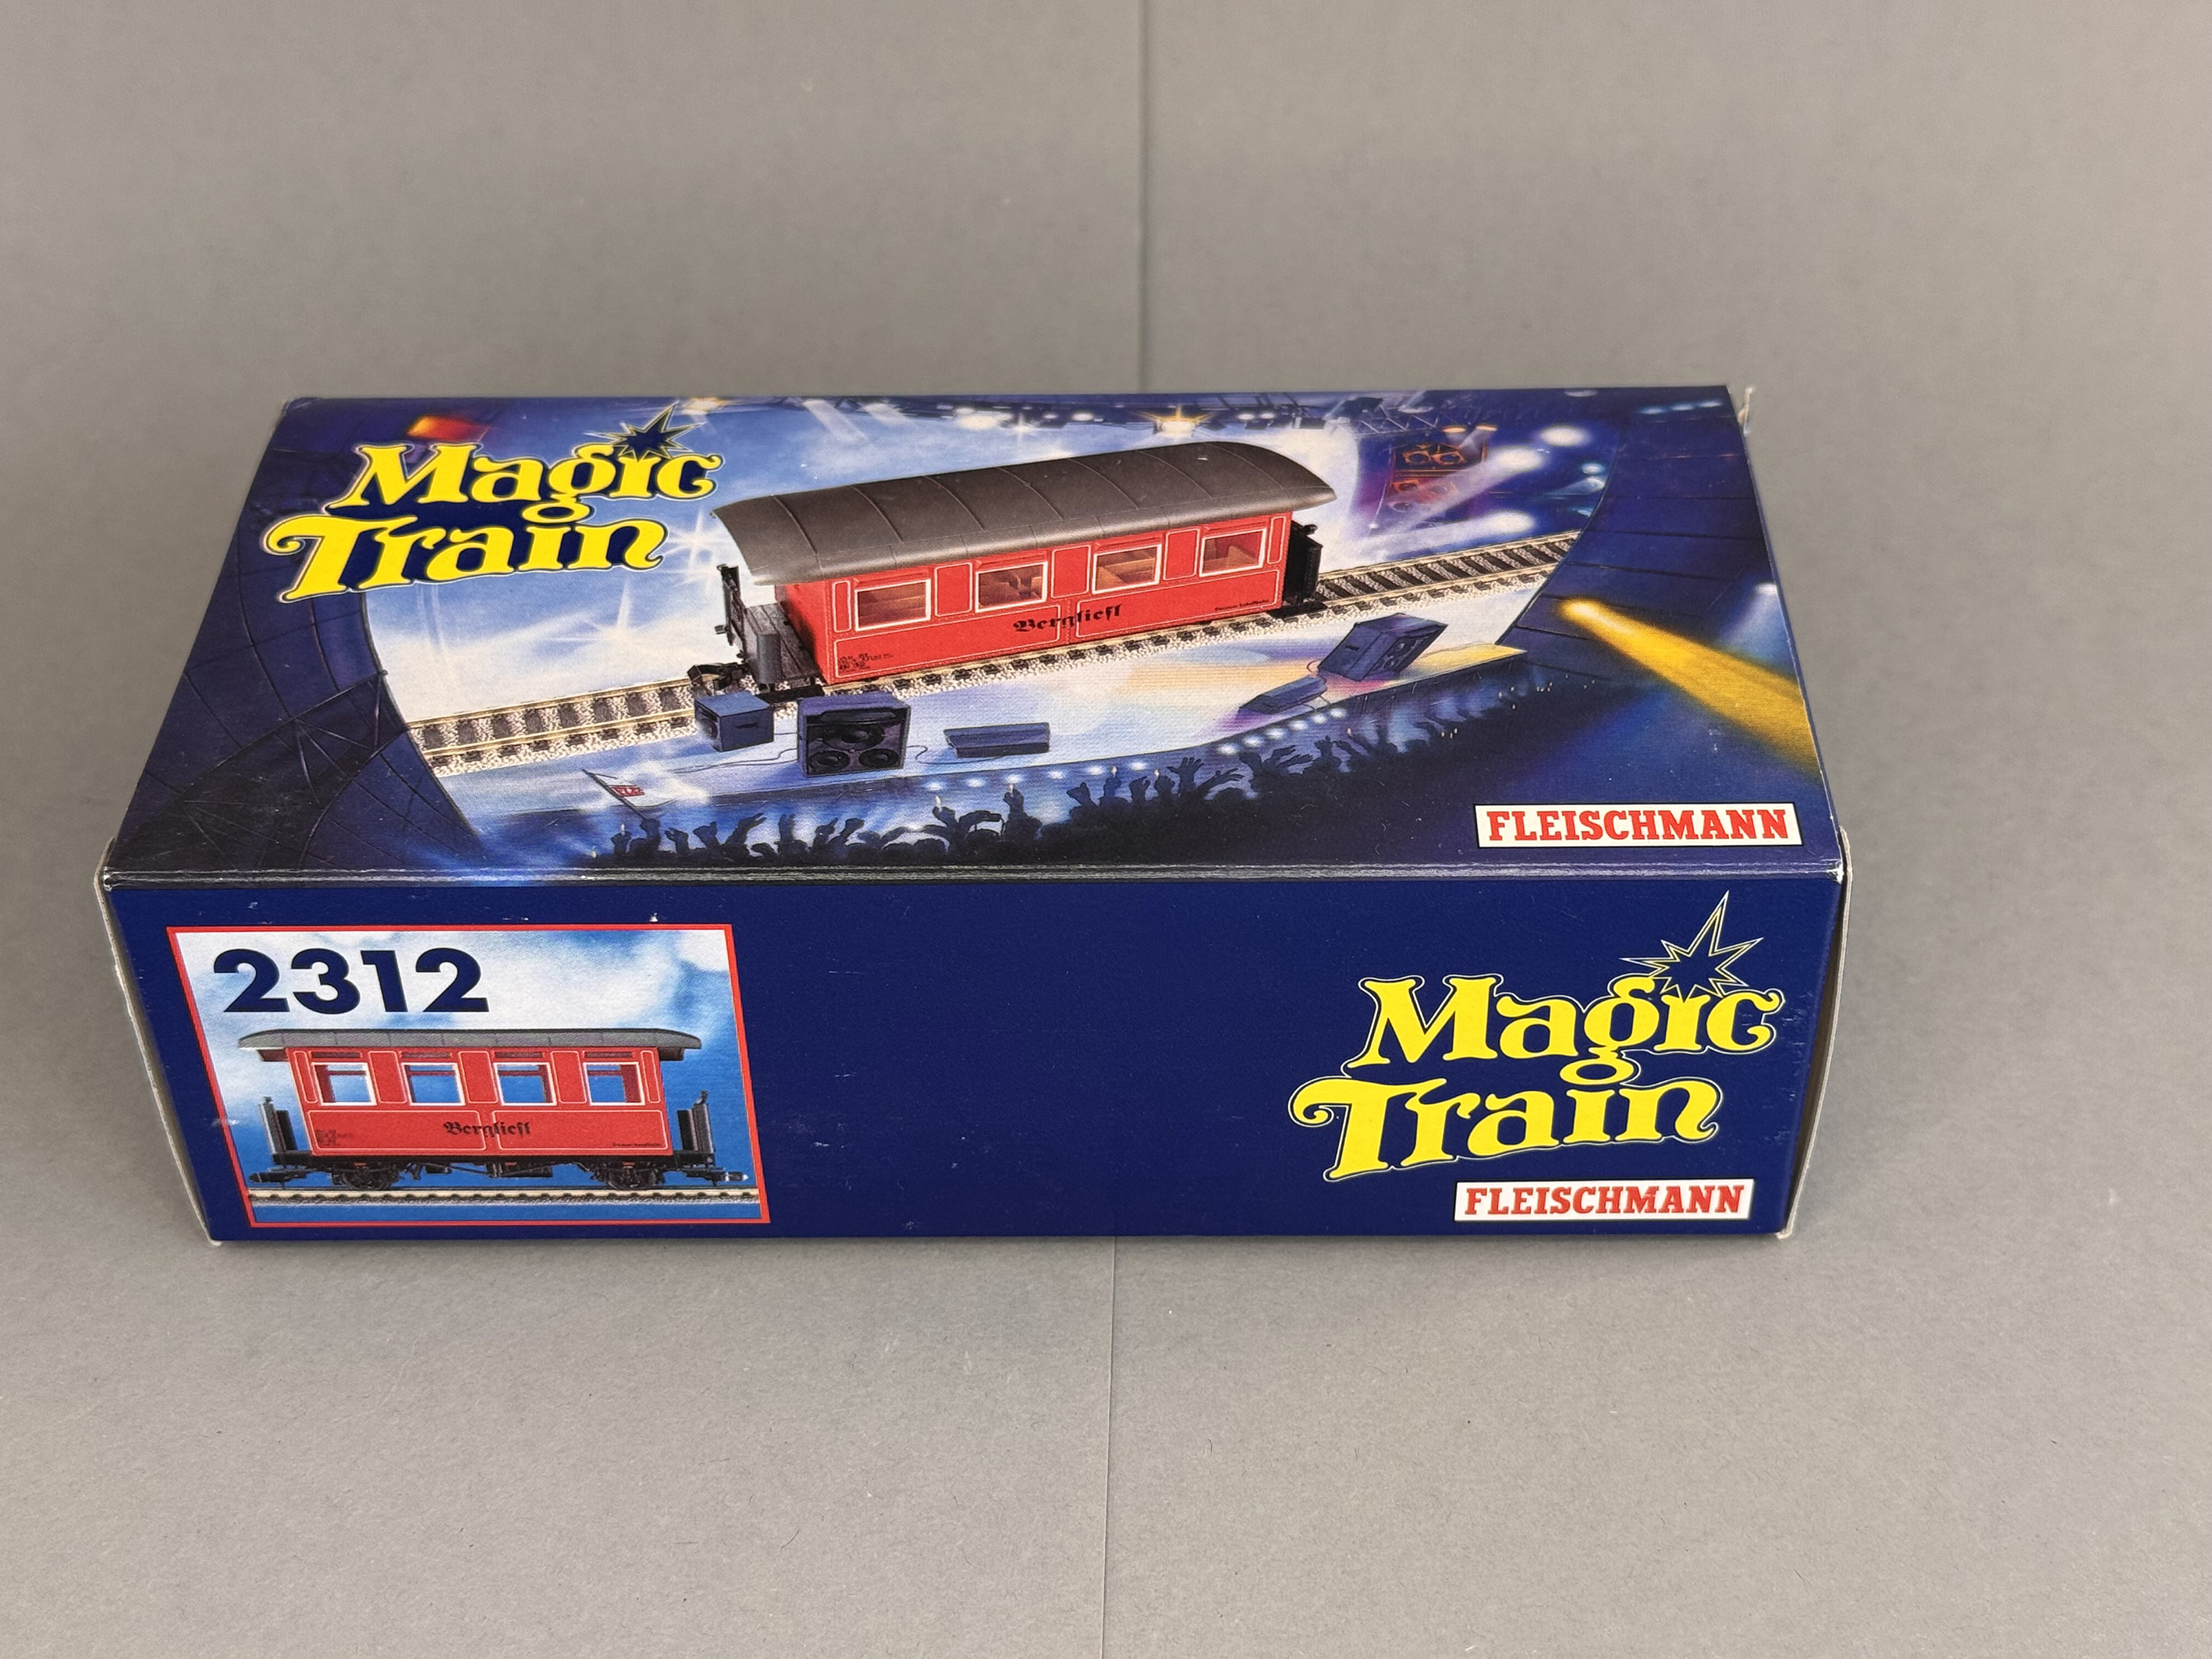 Magic
Train
Bergliesl
FLEISCHMANN
2312
Bergliesl
Magic
Train
FLEISCHMANN